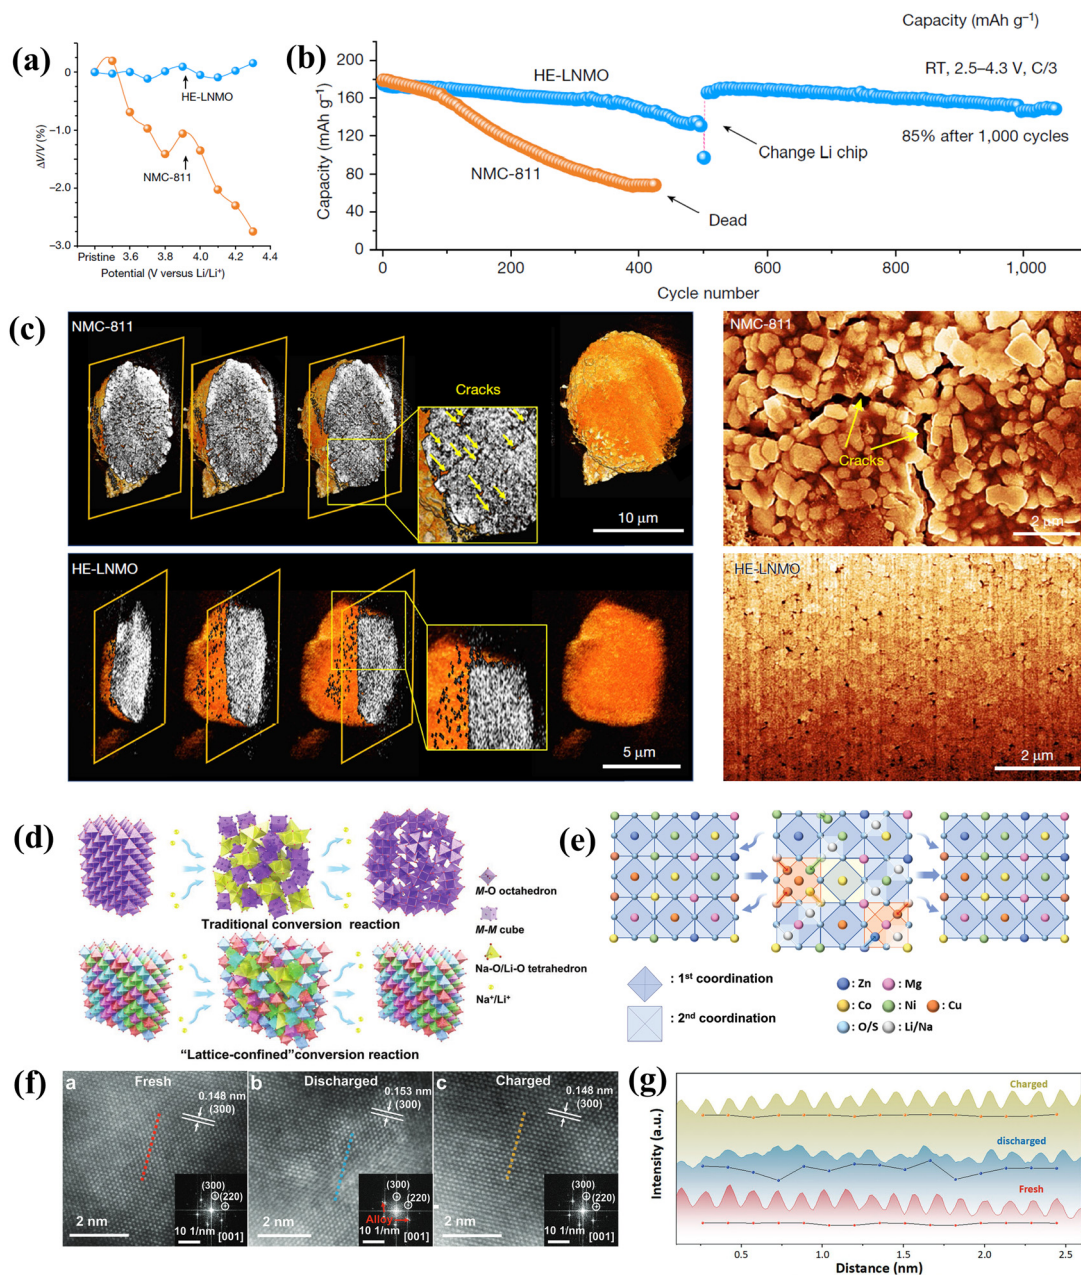 (a)
0
−1.0
−2.0
−3.0
ΔV/V (%)
HE-LNMO
NMC-811
Pristine 3.6 3.8 4.0 4.2 4.4
Potential (V versus Li/Li⁺)
(b)
Capacity (mAh g⁻¹)
200
160
120
80
40
0
Capacity (mAh g⁻¹)
HE-LNMO
RT, 2.5–4.3 V, C/3
Change Li chip
85% after 1,000 cycles
NMC-811
Dead
0 200 400 600 800 1,000
Cycle number
(c)
NMC-811
Cracks
10 μm
NMC-811
Cracks
2 μm
HE-LNMO
5 μm
HE-LNMO
2 μm
(d)
Traditional conversion reaction
"Lattice-confined"conversion reaction
M-O octahedron
M-M cube
Na-O/Li-O tetrahedron
Na⁺/Li⁺
(e)
: 1st coordination
: 2nd coordination
: Zn : Mg
: Co : Ni : Cu
: O/S : Li/Na
(f)
a Fresh
0.148 nm
(300)
(300)
(220)
2 nm
10 1/nm [001]
b Discharged
0.153 nm
(300)
(300)
(220)
Alloy
2 nm
10 1/nm [001]
c Charged
0.148 nm
(300)
(300)
(220)
2 nm
10 1/nm [001]
(g)
Intensity (a.u.)
Charged
discharged
Fresh
0.5 1.0 1.5 2.0 2.5
Distance (nm)